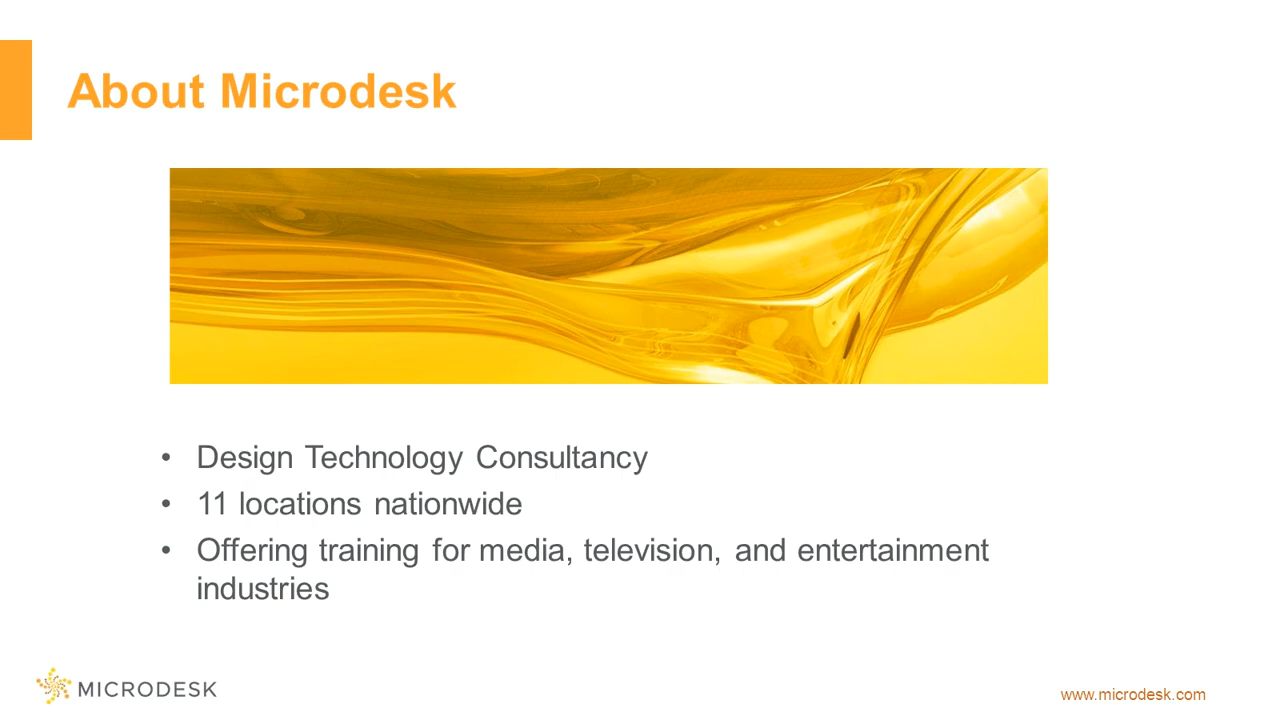 About Microdesk
• Design Technology Consultancy
• 11 locations nationwide
• Offering training for media, television, and entertainment
industries
MICRODESK
www.microdesk.com